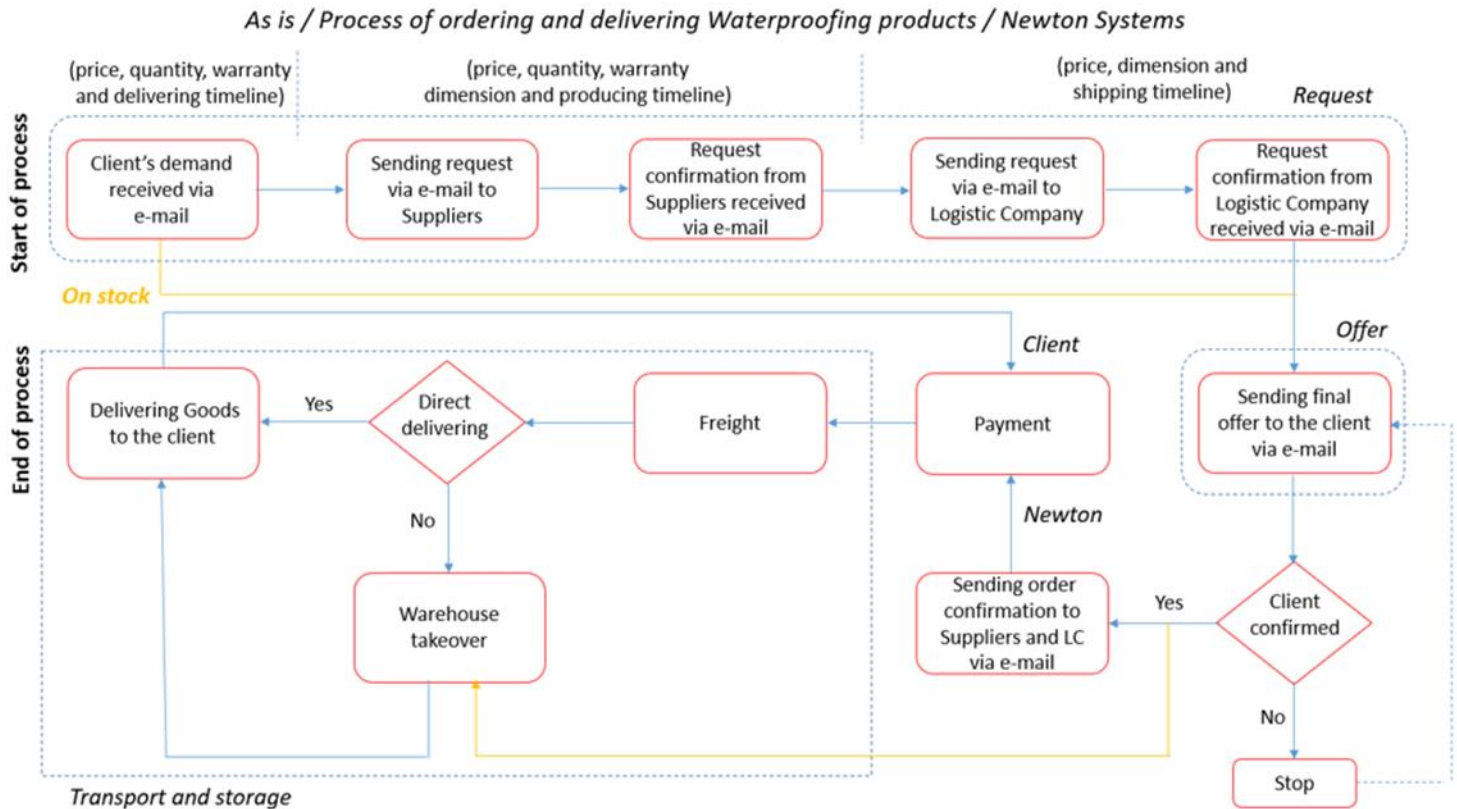 As is / Process of ordering and delivering Waterproofing products / Newton Systems
(price, quantity, warranty
and delivering timeline)
(price, quantity, warranty
dimension and producing timeline)
(price, dimension and
shipping timeline)
Request
Start of process
Client's demand
received via
e-mail
Sending request
via e-mail to
Suppliers
Request
confirmation from
Suppliers received
via e-mail
Sending request
via e-mail to
Logistic Company
Request
confirmation from
Logistic Company
received via e-mail
On stock
Offer
Client
End of process
Delivering Goods
to the client
Yes
Direct
delivering
Freight
Payment
Sending final
offer to the client
via e-mail
No
Newton
Warehouse
takeover
Sending order
confirmation to
Suppliers and LC
via e-mail
Yes
Client
confirmed
No
Stop
Transport and storage